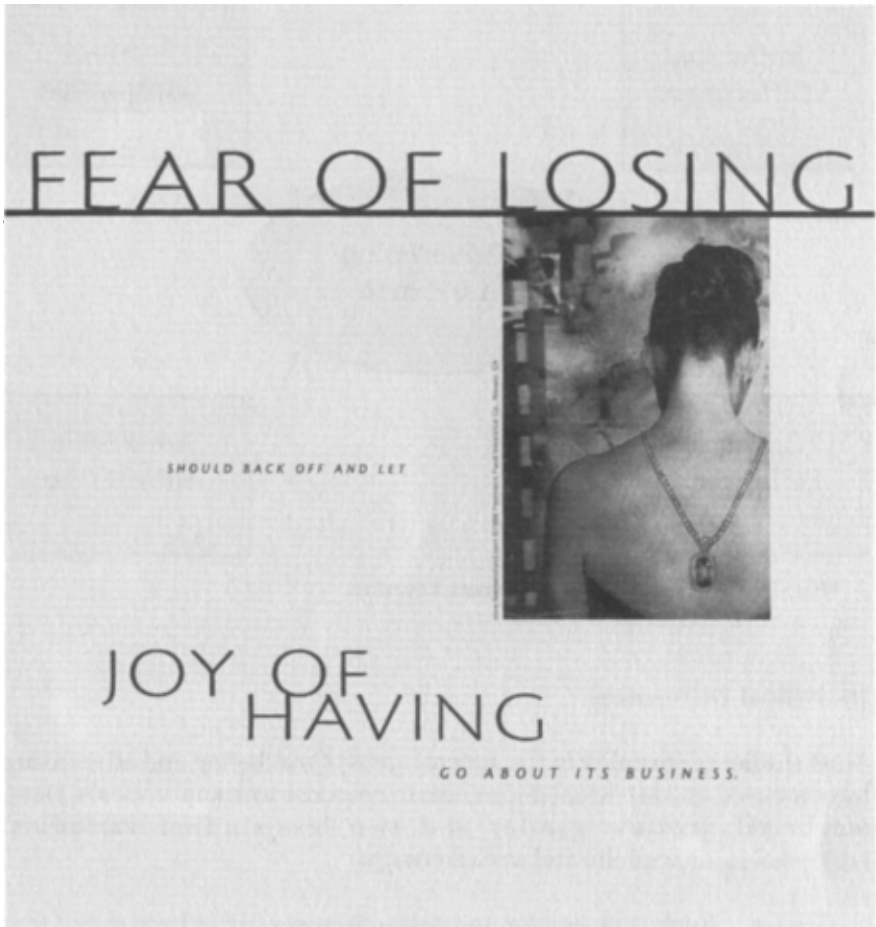 FEAR OF LOSING
SHOULD BACK OFF AND LET
JOY OF
HAVING
GO ABOUT ITS BUSINESS.